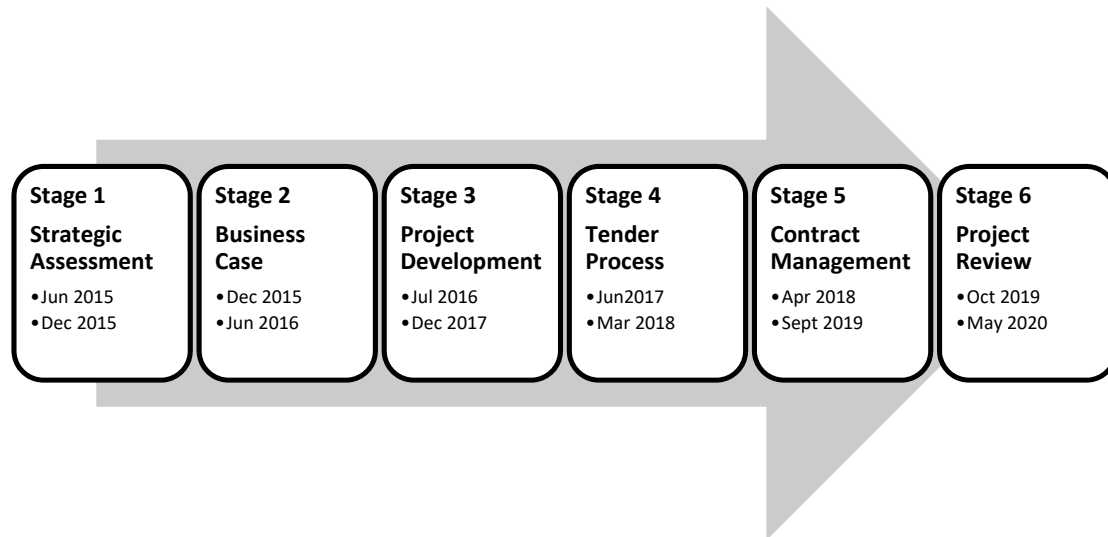 Stage 1
Strategic
Assessment
•Jun 2015
•Dec 2015
Stage 2
Business
Case
•Dec 2015
•Jun 2016
Stage 3
Project
Development
•Jul 2016
•Dec 2017
Stage 4
Tender
Process
•Jun2017
•Mar 2018
Stage 5
Contract
Management
•Apr 2018
•Sept 2019
Stage 6
Project
Review
•Oct 2019
•May 2020